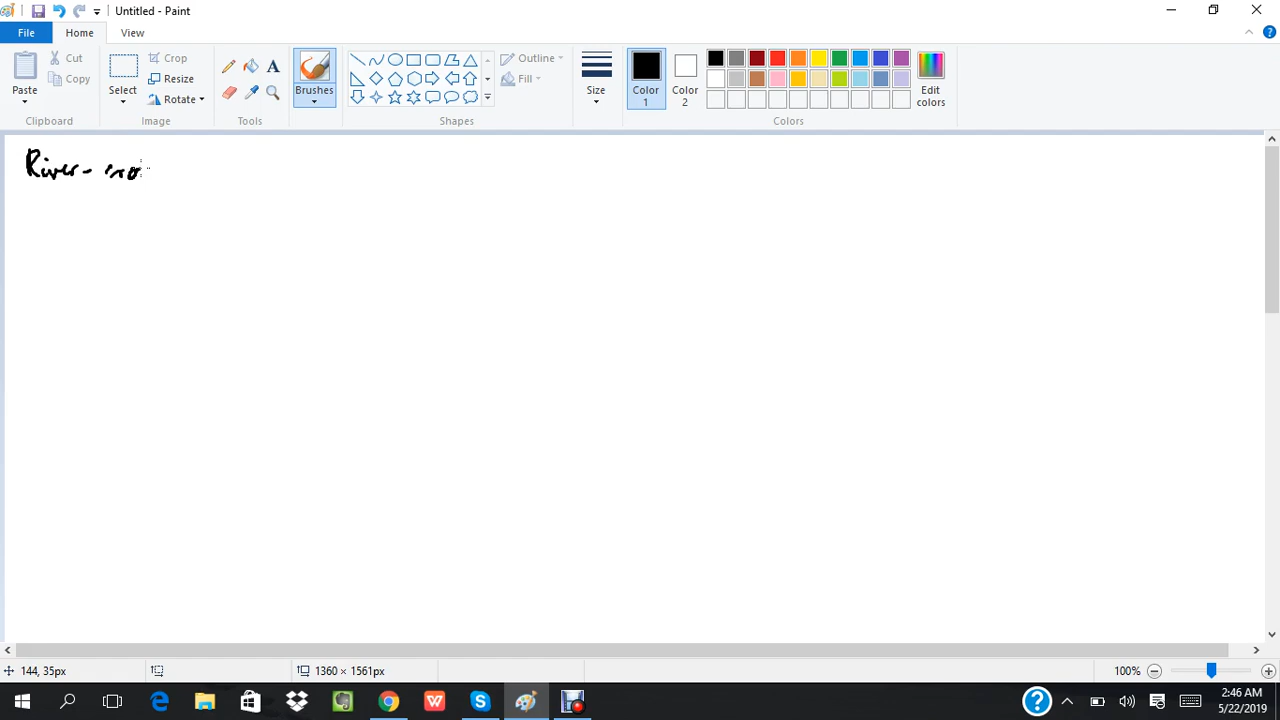 Untitled - Paint
File Home View
Paste Cut Copy Select Crop Resize Rotate Brushes Outline Fill Size Color 1 Color 2 Edit colors
Clipboard Image Tools Shapes Colors
River-
144, 35px 1360 × 1561px 100%
2:46 AM
5/22/2019